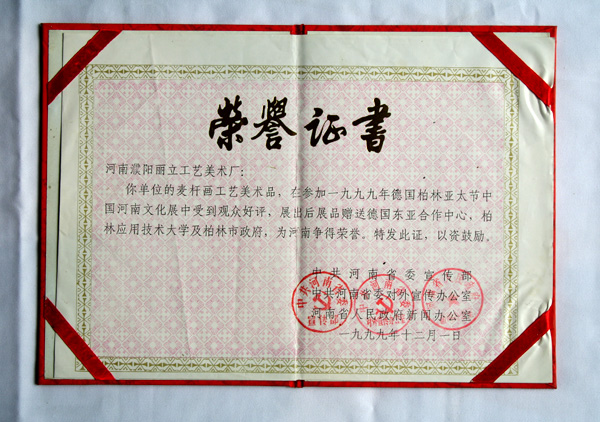 荣誉证书
河南濮阳丽立工艺美术厂：
你单位的麦杆画工艺美术品，在参加一九九九年德国柏林亚太节中
国河南文化展中受到观众好评，展出后展品赠送德国东亚合作中心，柏
林应用技术大学及柏林市政府，为河南争得荣誉。特发此证，以资鼓励。
中共河南省委宣传部
中共河南省委对外宣传办公室
河南省人民政府新闻办公室
一九九九年十二月一日